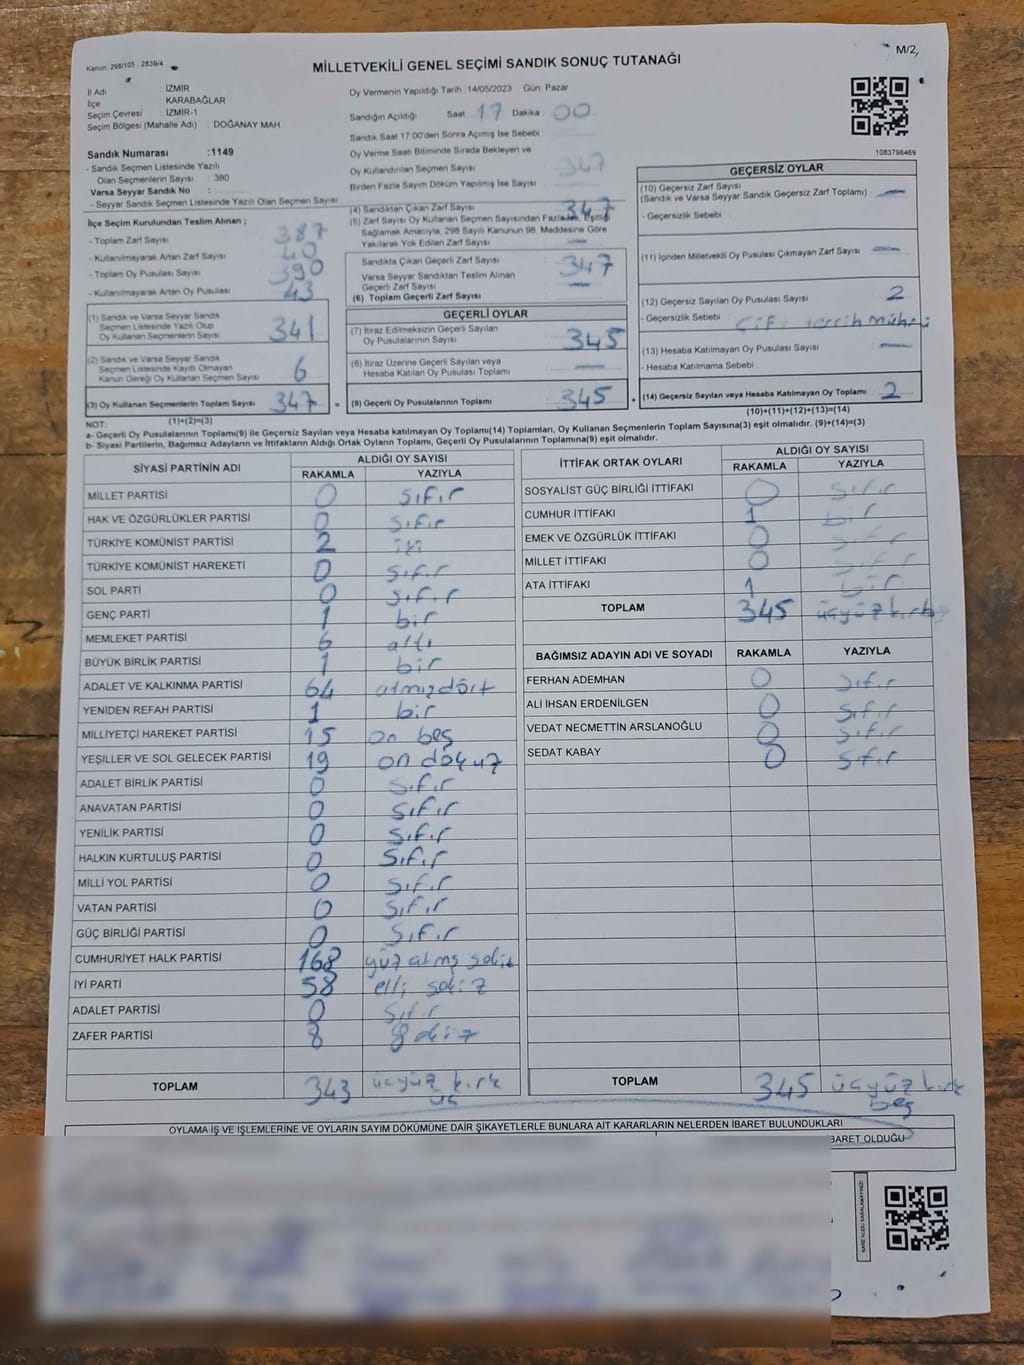 Kanun: 298/105 , 2839/4
M/2
MİLLETVEKİLİ GENEL SEÇİMİ SANDIK SONUÇ TUTANAĞI
İl Adı : İZMİR
İlçe : KARABAĞLAR
Seçim Çevresi : İZMİR-1
Seçim Bölgesi (Mahalle Adı) : DOĞANAY MAH.
Sandık Numarası :1149
- Sandık Seçmen Listesinde Yazılı
Olan Seçmenlerin Sayısı : 380
Varsa Seyyar Sandık No :
- Seyyar Sandık Seçmen Listesinde Yazılı Olan Seçmen Sayısı
İlçe Seçim Kurulundan Teslim Alınan ;
- Toplam Zarf Sayısı : 387
- Kullanılmayarak Artan Zarf Sayısı : 40
- Toplam Oy Pusulası Sayısı : 390
- Kullanılmayarak Artan Oy Pusulası : 43
(1) Sandık ve Varsa Seyyar Sandık
Seçmen Listesinde Yazılı Olup
Oy Kullanan Seçmenlerin Sayısı : 341
(2) Sandık ve Varsa Seyyar Sandık
Seçmen Listesinde Kayıtlı Olmayan
Kanun Gereği Oy Kullanan Seçmen Sayısı : 6
(3) Oy Kullanan Seçmenlerin Toplam Sayısı : 347
(1)+(2)=(3)
Oy Vermenin Yapıldığı Tarih :14/05/2023 Gün: Pazar
Sandığın Açıldığı Saat 17 Dakika 00
Sandık Saat 17:00'den Sonra Açılmış İse Sebebi
Oy Verme Saati Bitiminde Sırada Bekleyen ve
Oy Kullandırılan Seçmen Sayısı : 347
Birden Fazla Sayım Döküm Yapılmış İse Sayısı :
(4) Sandıktan Çıkan Zarf Sayısı : 347
(5) Zarf Sayısı Oy Kullanan Seçmen Sayısından Fazla ise, Eşitliği
Sağlamak Amacıyla, 298 Sayılı Kanunun 98. Maddesine Göre
Yakılarak Yok Edilen Zarf Sayısı : —
Sandıkta Çıkan Geçerli Zarf Sayısı : 347
Varsa Seyyar Sandıktan Teslim Alınan
Geçerli Zarf Sayısı : —
(6) Toplam Geçerli Zarf Sayısı :
GEÇERLİ OYLAR
(7) İtiraz Edilmeksizin Geçerli Sayılan
Oy Pusulalarının Sayısı : 345
(8) İtiraz Üzerine Geçerli Sayılan veya
Hesaba Katılan Oy Pusulası Toplamı : —
= (9) Geçerli Oy Pusulalarının Toplamı : 345
1083798469
GEÇERSİZ OYLAR
(10) Geçersiz Zarf Sayısı
(Sandık ve Varsa Seyyar Sandık Geçersiz Zarf Toplamı) : —
- Geçersizlik Sebebi :
(11) İçinden Milletvekili Oy Pusulası Çıkmayan Zarf Sayısı : —
(12) Geçersiz Sayılan Oy Pusulası Sayısı : 2
- Geçersizlik Sebebi : Çift tercih mührü
(13) Hesaba Katılmayan Oy Pusulası Sayısı : —
- Hesaba Katılmama Sebebi :
+ (14) Geçersiz Sayılan veya Hesaba Katılmayan Oy Toplamı : 2
(10)+(11)+(12)+(13)=(14)
NOT:
a- Geçerli Oy Pusulalarının Toplamı(9) ile Geçersiz veya Hesaba katılmayan Oy Toplamı(14) Toplamları, Oy Kullanan Seçmenlerin Toplam Sayısına(3) eşit olmalıdır. (9)+(14)=(3)
b- Siyasi Partilerin, Bağımsız Adayların ve İttifakların Aldığı Ortak Oyların Toplamı, Geçerli Oy Pusulalarının Toplamına(9) eşit olmalıdır.
SİYASİ PARTİNİN ADI
ALDIĞI OY SAYISI
RAKAMLA YAZIYLA
MİLLET PARTİSİ 0 sıfır
HAK VE ÖZGÜRLÜKLER PARTİSİ 0 sıfır
TÜRKİYE KOMÜNİST PARTİSİ 2 iki
TÜRKİYE KOMÜNİST HAREKETİ 0 sıfır
SOL PARTİ 0 sıfır
GENÇ PARTİ 1 bir
MEMLEKET PARTİSİ 6 altı
BÜYÜK BİRLİK PARTİSİ 1 bir
ADALET VE KALKINMA PARTİSİ 64 atmışdört
YENİDEN REFAH PARTİSİ 1 bir
MİLLİYETÇİ HAREKET PARTİSİ 15 on beş
YEŞİLLER VE SOL GELECEK PARTİSİ 19 on dokuz
ADALET BİRLİK PARTİSİ 0 sıfır
ANAVATAN PARTİSİ 0 sıfır
YENİLİK PARTİSİ 0 sıfır
HALKIN KURTULUŞ PARTİSİ 0 sıfır
MİLLİ YOL PARTİSİ 0 sıfır
VATAN PARTİSİ 0 sıfır
GÜÇ BİRLİĞİ PARTİSİ 0 sıfır
CUMHURİYET HALK PARTİSİ 168 yüz atmş sekiz
İYİ PARTİ 58 elli sekiz
ADALET PARTİSİ 0 sıfır
ZAFER PARTİSİ 8 sekiz
TOPLAM 343 üçyüz kırk
üç
İTTİFAK ORTAK OYLARI
ALDIĞI OY SAYISI
RAKAMLA YAZIYLA
SOSYALİST GÜÇ BİRLİĞİ İTTİFAKI 0 sıfır
CUMHUR İTTİFAKI 1 bir
EMEK VE ÖZGÜRLÜK İTTİFAKI 0 sıfır
MİLLET İTTİFAKI 0 sıfır
ATA İTTİFAKI 1 bir
TOPLAM 345 üçyüz kırkbeş
BAĞIMSIZ ADAYIN ADI VE SOYADI RAKAMLA YAZIYLA
FERHAN ADEMHAN 0 sıfır
ALİ İHSAN ERDENİLGEN 0 sıfır
VEDAT NECMETTİN ARSLANOĞLU 0 sıfır
SEDAT KABAY 0 sıfır
TOPLAM 345 üçyüz kırk
beş
OYLAMA İŞ VE İŞLEMLERİNE VE OYLARIN SAYIM DÖKÜMÜNE DAİR ŞİKAYETLERLE BUNLARA AİT KARARLARIN NELERDEN İBARET BULUNDUKLARI
BARET OLDUĞU
KARE KODU KARALAMAYINIZ!